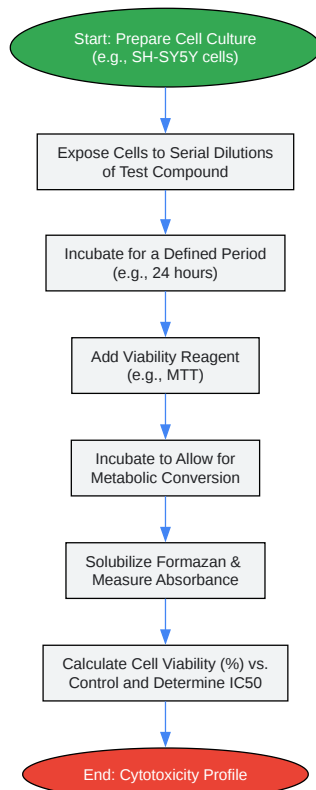 Start: Prepare Cell Culture
(e.g., SH-SY5Y cells)
Expose Cells to Serial Dilutions
of Test Compound
Incubate for a Defined Period
(e.g., 24 hours)
Add Viability Reagent
(e.g., MTT)
Incubate to Allow for
Metabolic Conversion
Solubilize Formazan &
Measure Absorbance
Calculate Cell Viability (%) vs.
Control and Determine IC50
End: Cytotoxicity Profile